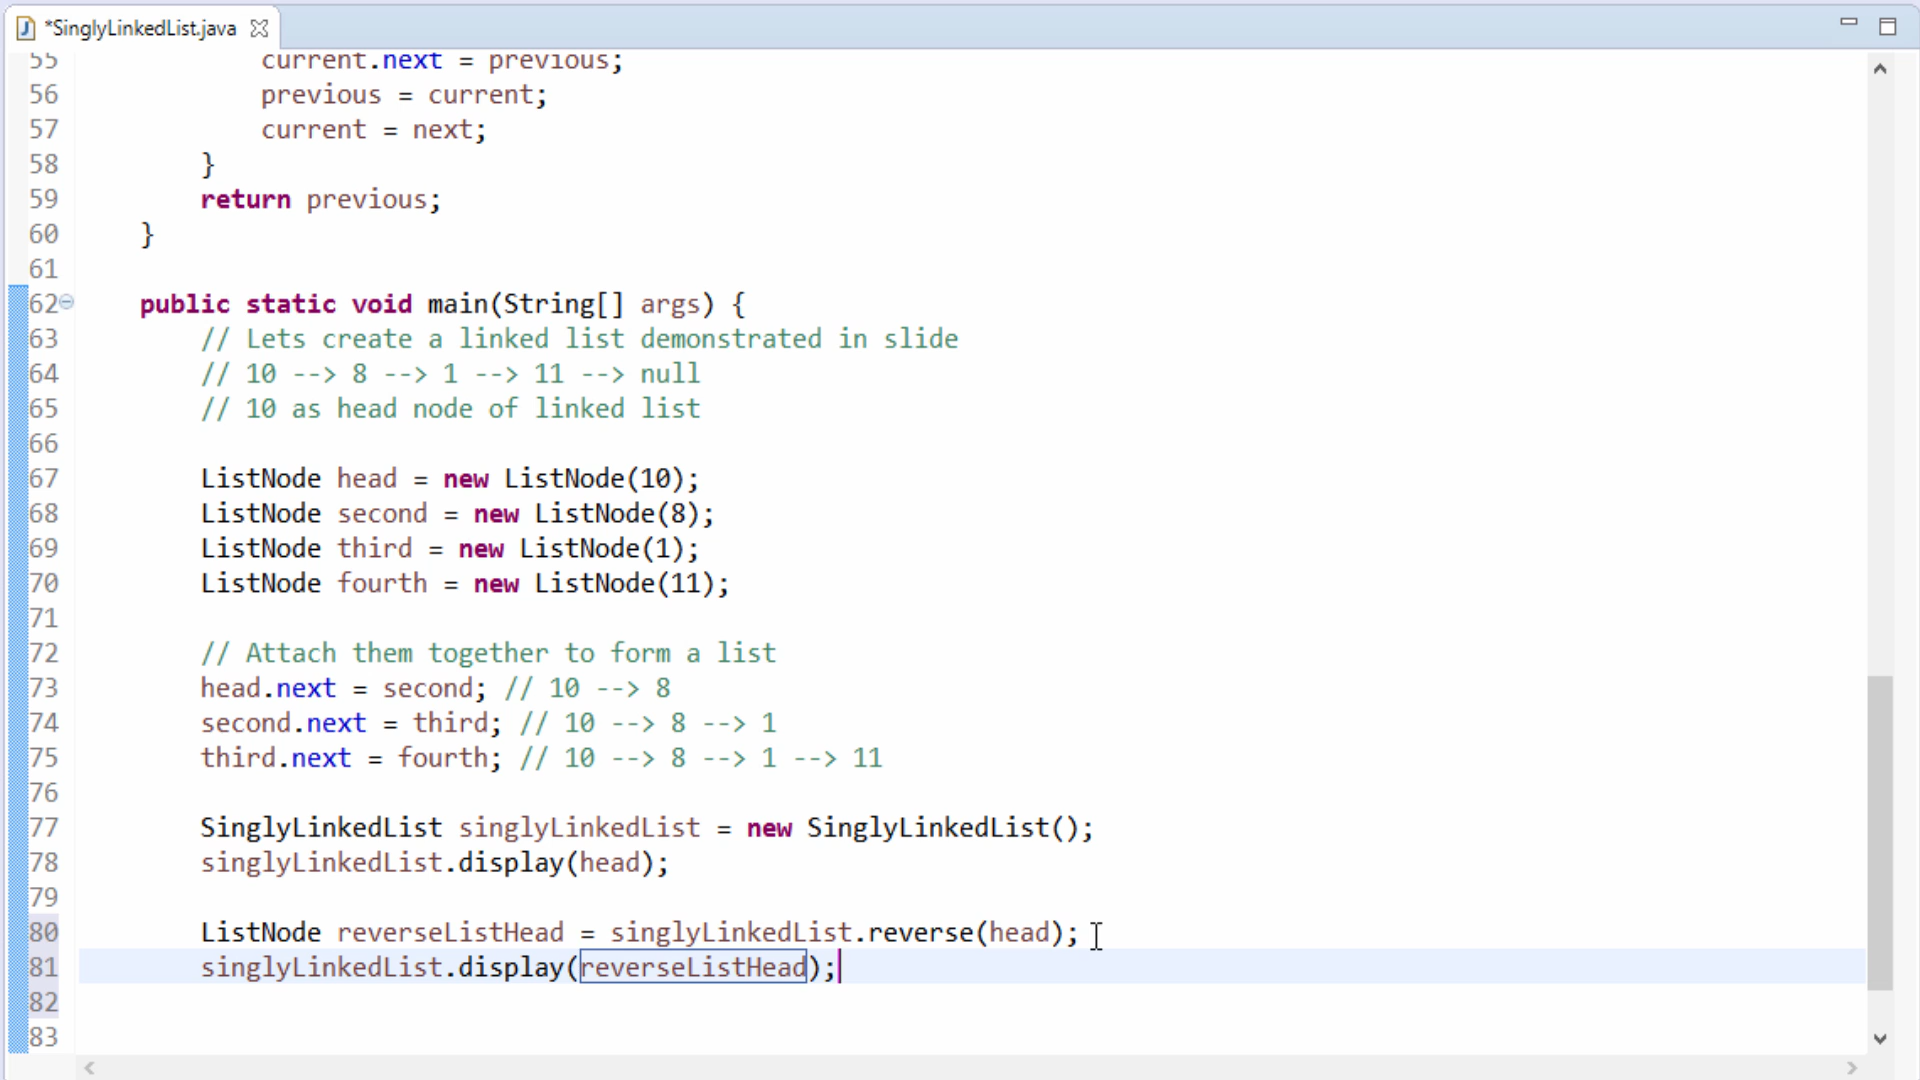 *SinglyLinkedList.java
55 current.next = previous;
56 previous = current;
57 current = next;
58 }
59 return previous;
60 }
61
62 public static void main(String[] args) {
63 // Lets create a linked list demonstrated in slide
64 // 10 --> 8 --> 1 --> 11 --> null
65 // 10 as head node of linked list
66
67 ListNode head = new ListNode(10);
68 ListNode second = new ListNode(8);
69 ListNode third = new ListNode(1);
70 ListNode fourth = new ListNode(11);
71
72 // Attach them together to form a list
73 head.next = second; // 10 --> 8
74 second.next = third; // 10 --> 8 --> 1
75 third.next = fourth; // 10 --> 8 --> 1 --> 11
76
77 SinglyLinkedList singlyLinkedList = new SinglyLinkedList();
78 singlyLinkedList.display(head);
79
80 ListNode reverseListHead = singlyLinkedList.reverse(head);
81 singlyLinkedList.display(reverseListHead);
82
83